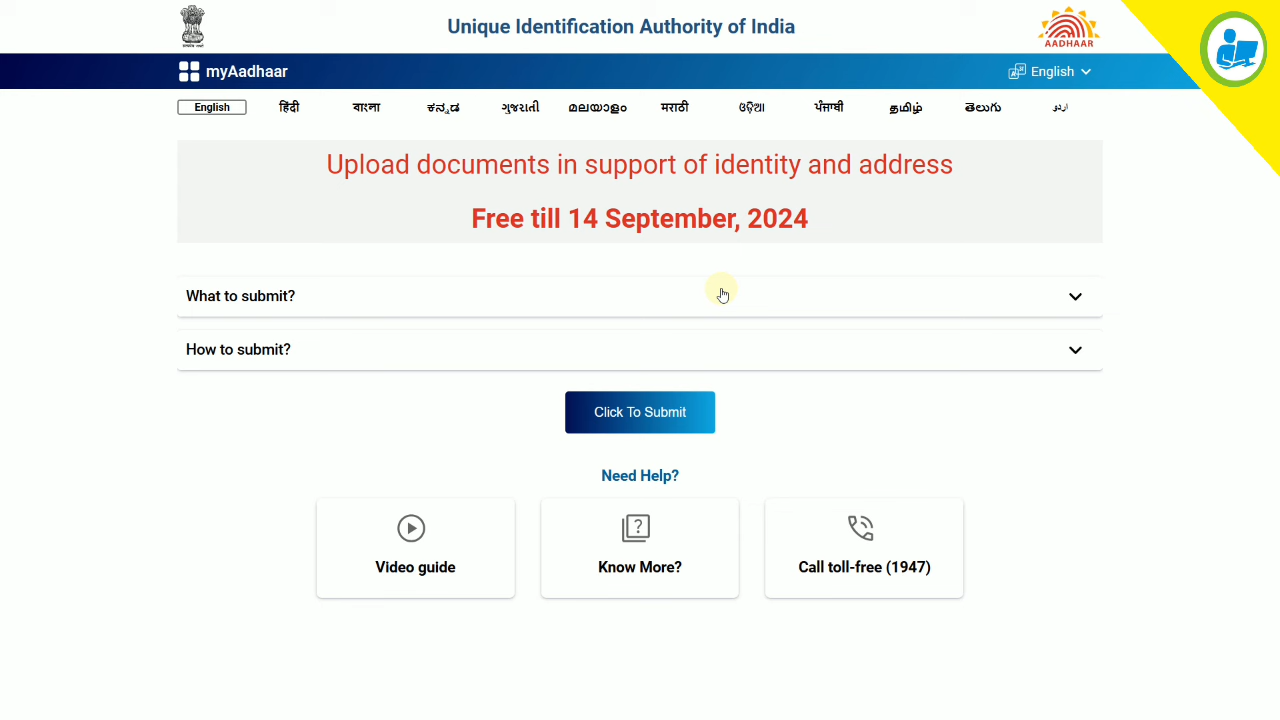 Unique Identification Authority of India
AADHAAR
myAadhaar
English
English हिंदी বাংলা ಕನ್ನಡ ગુજરાતી മലയാളം मराठी ଓଡ଼ିଆ ਪੰਜਾਬੀ தமிழ் తెలుగు اردو
Upload documents in support of identity and address
Free till 14 September, 2024
What to submit?
How to submit?
Click To Submit
Need Help?
Video guide
Know More?
Call toll-free (1947)